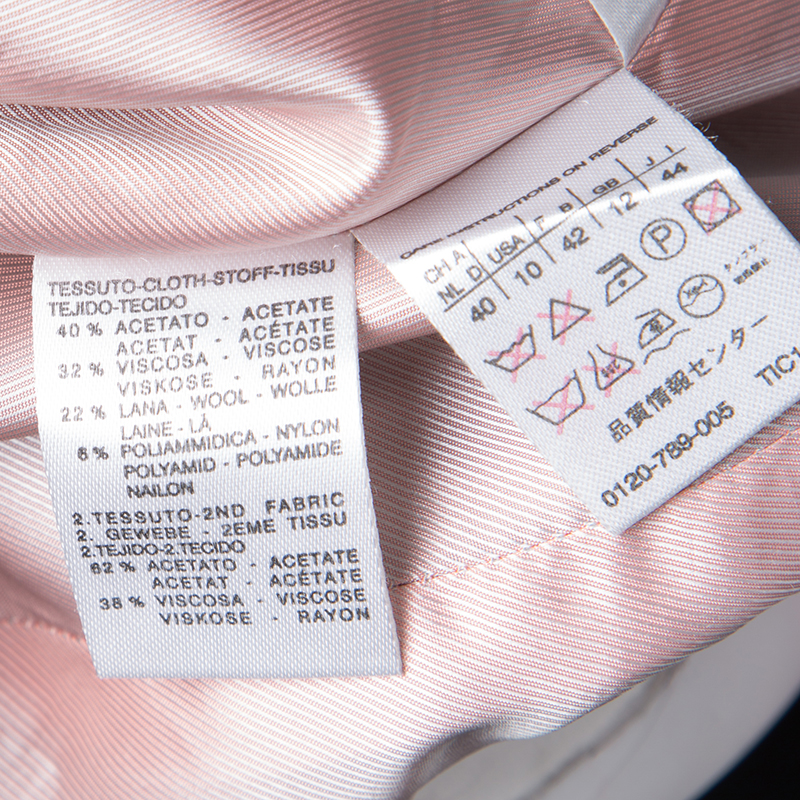 TESSUTO-CLOTH-STOFF-TISSU
TEJIDO-TECIDO
40 % ACETATO - ACETATE
ACETAT - ACÉTATE
32 % VISCOSA - VISCOSE
VISKOSE - RAYON
22 % LANA - WOOL - WOLLE
LAINE - LÃ
6 % POLIAMMIDICA - NYLON
POLYAMID - POLYAMIDE
NAILON
2.TESSUTO-2ND FABRIC
2. GEWEBE - 2EME TISSU
2.TEJIDO-2.TECIDO
62 % ACETATO - ACETATE
ACETAT - ACÉTATE
38 % VISCOSA - VISCOSE
VISKOSE - RAYON
CARE INSTRUCTIONS ON REVERSE
CH A F B GB J I
NL D USA
40 10 42 12 44
P
品質情報センター
0120-789-005 TIC1